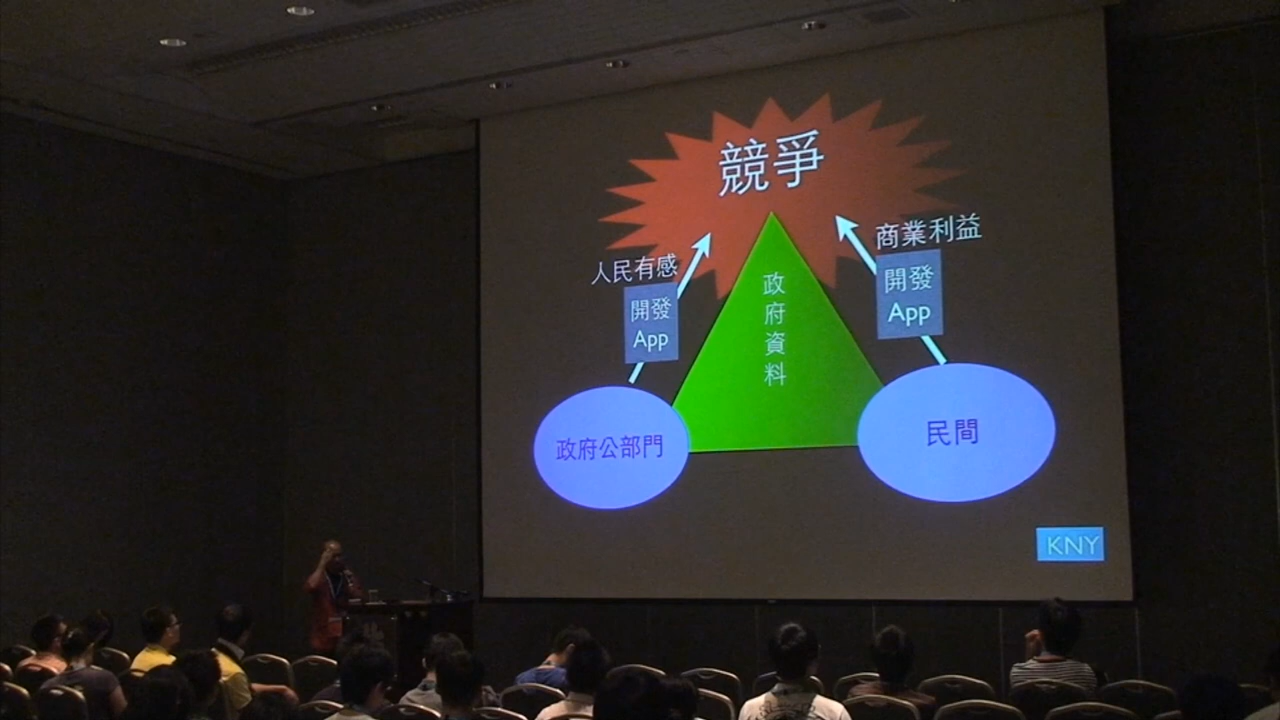 競爭
人民有感
開發
App
商業利益
開發
App
政
府
資
料
政府公部門
民間
KNY